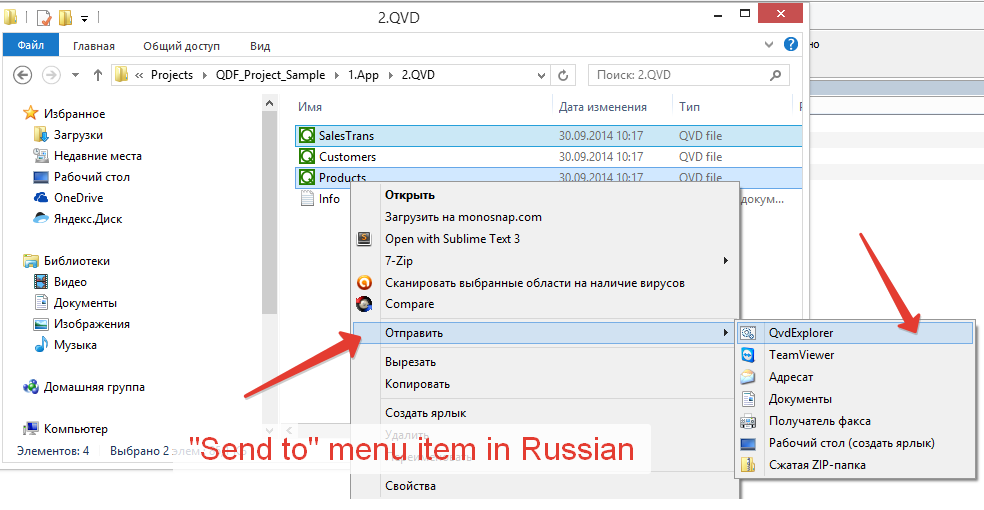 2.QVD
Файл Главная Общий доступ Вид
« Projects QDF_Project_Sample 1.App 2.QVD Поиск: 2.QVD
Имя Дата изменения Тип
Избранное
Загрузки
Недавние места
Рабочий стол
OneDrive
Яндекс.Диск
Библиотеки
Видео
Документы
Изображения
Музыка
Домашняя группа
Компьютер
SalesTrans 30.09.2014 10:17 QVD file
Customers 30.09.2014 10:17 QVD file
Products 30.09.2014 10:17 QVD file
Info докум...
Открыть
Загрузить на monosnap.com
Open with Sublime Text 3
7-Zip
Сканировать выбранные области на наличие вирусов
Compare
Отправить
Вырезать
Копировать
Создать ярлык
Удалить
Переименовать
Свойства
QvdExplorer
TeamViewer
Адресат
Документы
Получатель факса
Рабочий стол (создать ярлык)
Сжатая ZIP-папка
Элементов: 4 Выбрано 2
"Send to" menu item in Russian